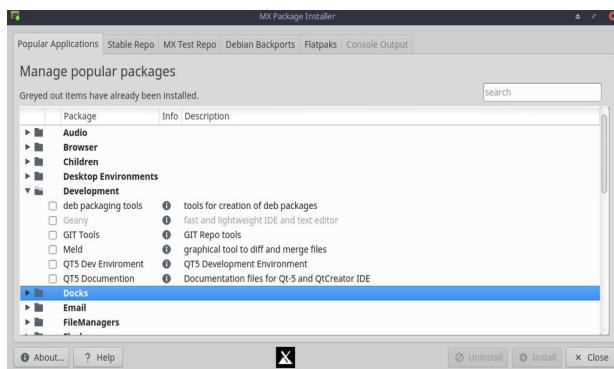 MX Package Installer
Popular Applications Stable Repo MX Test Repo Debian Backports Flatpaks Console Output
Manage popular packages
Greyed out items have already been installed.
search
Package Info Description
Audio
Browser
Children
Desktop Environments
Development
deb packaging tools tools for creation of deb packages
Geany fast and lightweight IDE and text editor
GIT Tools GIT Repo tools
Meld graphical tool to diff and merge files
QT5 Dev Enviroment QT5 Development Environment
QT5 Documention Documentation files for Qt-5 and QtCreator IDE
Docks
Email
FileManagers
About... ? Help Uninstall Install × Close